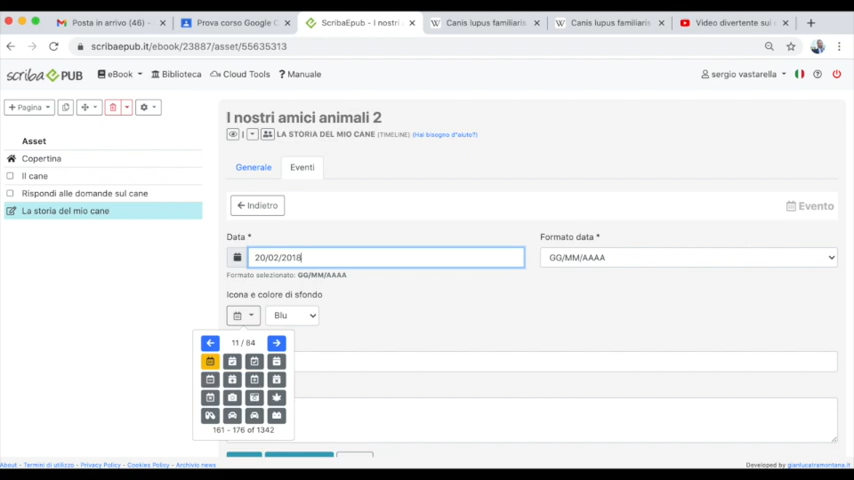 Posta in arrivo (46)
Prova corso Google C
ScribaEpub - I nostri a
Canis lupus familiaris
Canis lupus familiaris
Video divertente sui c
scribaepub.it/ebook/23887/asset/55635313
scriba ePUB
eBook
Biblioteca
Cloud Tools
? Manuale
sergio vastarella
+ Pagina
I nostri amici animali 2
LA STORIA DEL MIO CANE (TIMELINE) (Hai bisogno d'aiuto?)
Asset
Copertina
Il cane
Rispondi alle domande sul cane
La storia del mio cane
Generale
Eventi
Indietro
Evento
Data *
Formato data *
20/02/2018
GG/MM/AAAA
Formato selezionato: GG/MM/AAAA
Icona e colore di sfondo
Blu
11 / 84
161 - 176 of 1342
About - Termini di utilizzo - Privacy Policy - Cookies Policy - Archivio news
Developed by gianlucatramontana.it